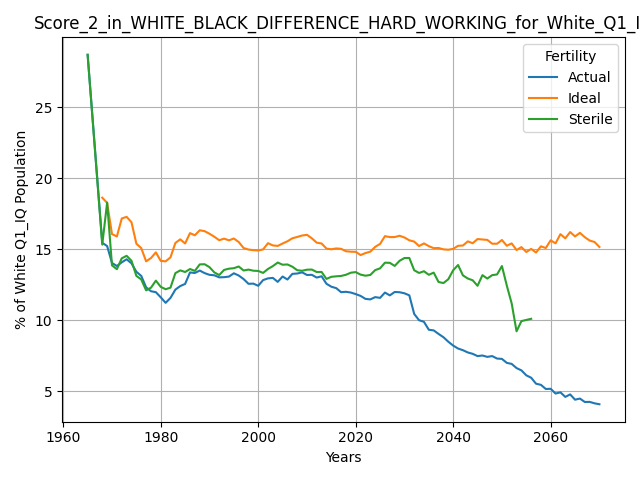 Score_2_in_WHITE_BLACK_DIFFERENCE_HARD_WORKING_for_White_Q1_I
Fertility
Actual
Ideal
Sterile
25
20
15
10
5
% of White Q1_IQ Population
1960 1980 2000 2020 2040 2060
Years